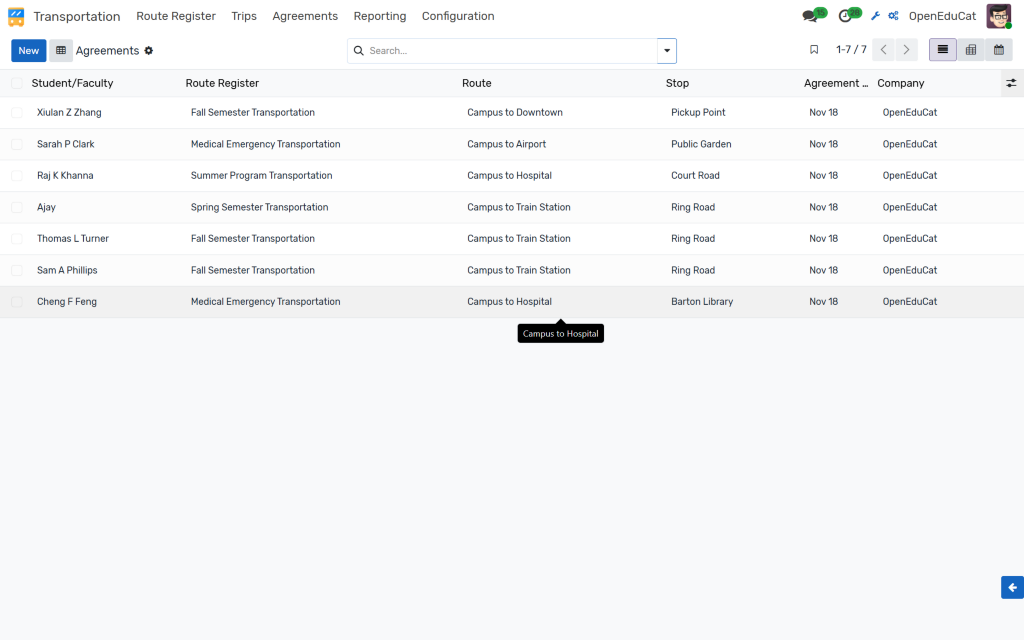 Transportation Route Register Trips Agreements Reporting Configuration 15 28 OpenEduCat
New Agreements Search... 1-7 / 7
Student/Faculty Route Register Route Stop Agreement ... Company
Xiulan Z Zhang Fall Semester Transportation Campus to Downtown Pickup Point Nov 18 OpenEduCat
Sarah P Clark Medical Emergency Transportation Campus to Airport Public Garden Nov 18 OpenEduCat
Raj K Khanna Summer Program Transportation Campus to Hospital Court Road Nov 18 OpenEduCat
Ajay Spring Semester Transportation Campus to Train Station Ring Road Nov 18 OpenEduCat
Thomas L Turner Fall Semester Transportation Campus to Train Station Ring Road Nov 18 OpenEduCat
Sam A Phillips Fall Semester Transportation Campus to Train Station Ring Road Nov 18 OpenEduCat
Cheng F Feng Medical Emergency Transportation Campus to Hospital Barton Library Nov 18 OpenEduCat
Campus to Hospital